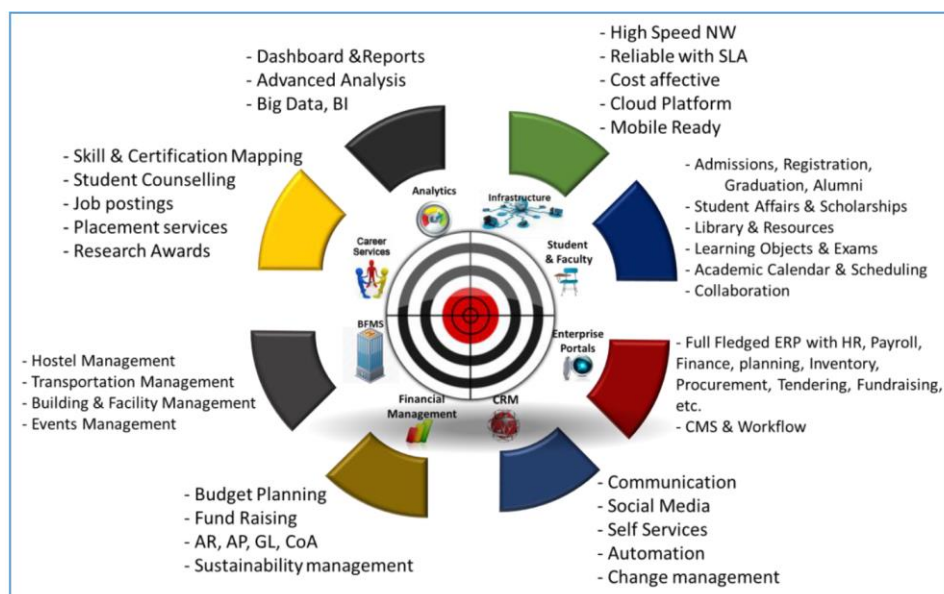 - Dashboard &Reports
- Advanced Analysis
- Big Data, BI
- High Speed NW
- Reliable with SLA
- Cost affective
- Cloud Platform
- Mobile Ready
- Skill & Certification Mapping
- Student Counselling
- Job postings
- Placement services
- Research Awards
- Admissions, Registration,
Graduation, Alumni
- Student Affairs & Scholarships
- Library & Resources
- Learning Objects & Exams
- Academic Calendar & Scheduling
- Collaboration
Analytics
Infrastructure
Career
Services
Student
& Faculty
BFMS
Enterprise
Portals
Financial
Management
CRM
- Hostel Management
- Transportation Management
- Building & Facility Management
- Events Management
- Full Fledged ERP with HR, Payroll,
Finance, planning, Inventory,
Procurement, Tendering, Fundraising,
etc.
- CMS & Workflow
- Budget Planning
- Fund Raising
- AR, AP, GL, CoA
- Sustainability management
- Communication
- Social Media
- Self Services
- Automation
- Change management